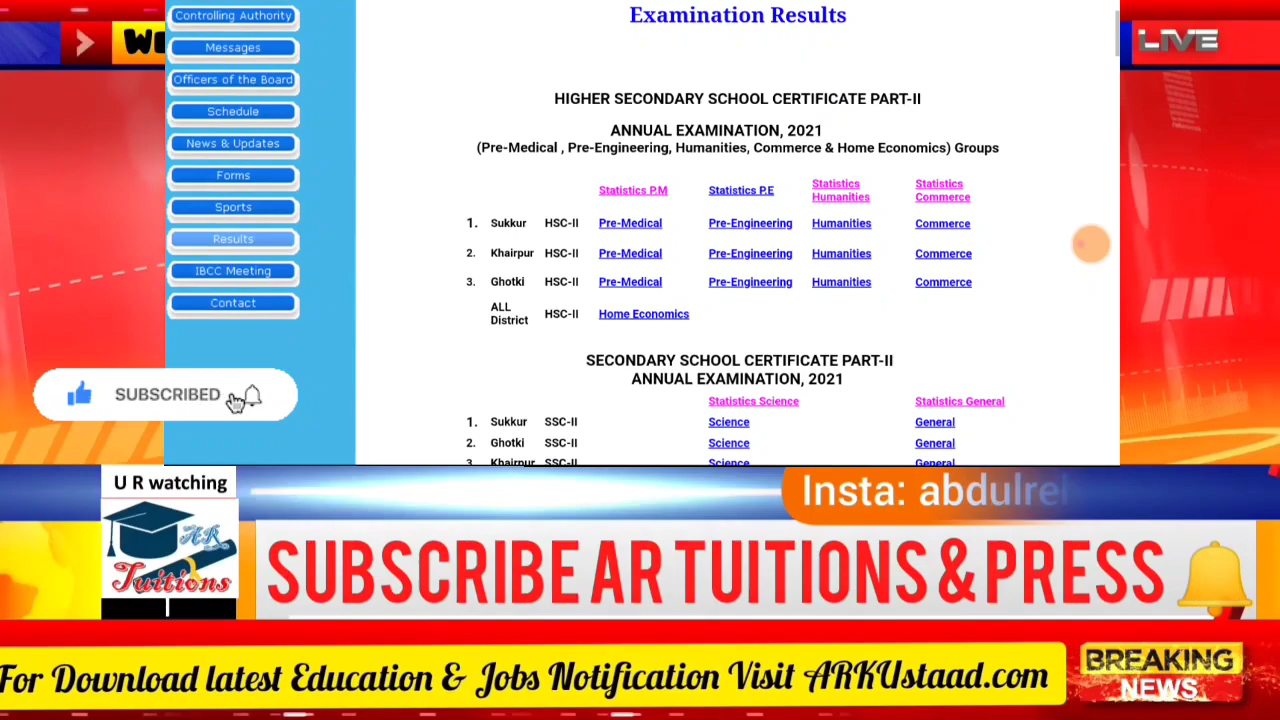 W
LIVE
Controlling Authority
Messages
Officers of the Board
Schedule
News & Updates
Forms
Sports
Results
IBCC Meeting
Contact
Examination Results
HIGHER SECONDARY SCHOOL CERTIFICATE PART-II
ANNUAL EXAMINATION, 2021
(Pre-Medical , Pre-Engineering, Humanities, Commerce & Home Economics) Groups
Statistics P.M Statistics P.E Statistics Humanities Statistics Commerce
1. Sukkur HSC-II Pre-Medical Pre-Engineering Humanities Commerce
2. Khairpur HSC-II Pre-Medical Pre-Engineering Humanities Commerce
3. Ghotki HSC-II Pre-Medical Pre-Engineering Humanities Commerce
ALL District HSC-II Home Economics
SECONDARY SCHOOL CERTIFICATE PART-II
ANNUAL EXAMINATION, 2021
Statistics Science Statistics General
1. Sukkur SSC-II Science General
2. Ghotki SSC-II Science General
3. Khairpur SSC-II Science General
SUBSCRIBED
U R watching
AR
Tuitions
Insta: abdulre
SUBSCRIBE AR TUITIONS & PRESS
For Download latest Education & Jobs Notification Visit ARKUstaad.com
BREAKING
NEWS